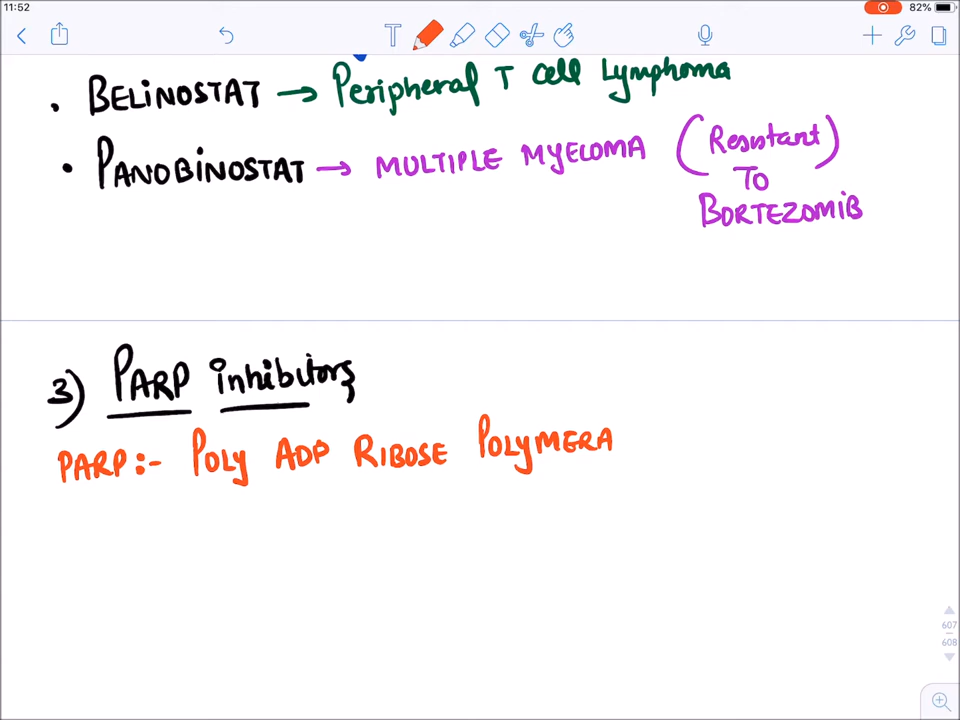 11:52
82%
T
. BELINOSTAT → Peripheral T cell Lymphoma
• PANOBINOSTAT → MULTIPLE MYELOMA (Resistant)
TO
BORTEZOMIB
3) PARP inhibitors
PARP:- POLY ADP RIBOSE POLYMERA
607
608